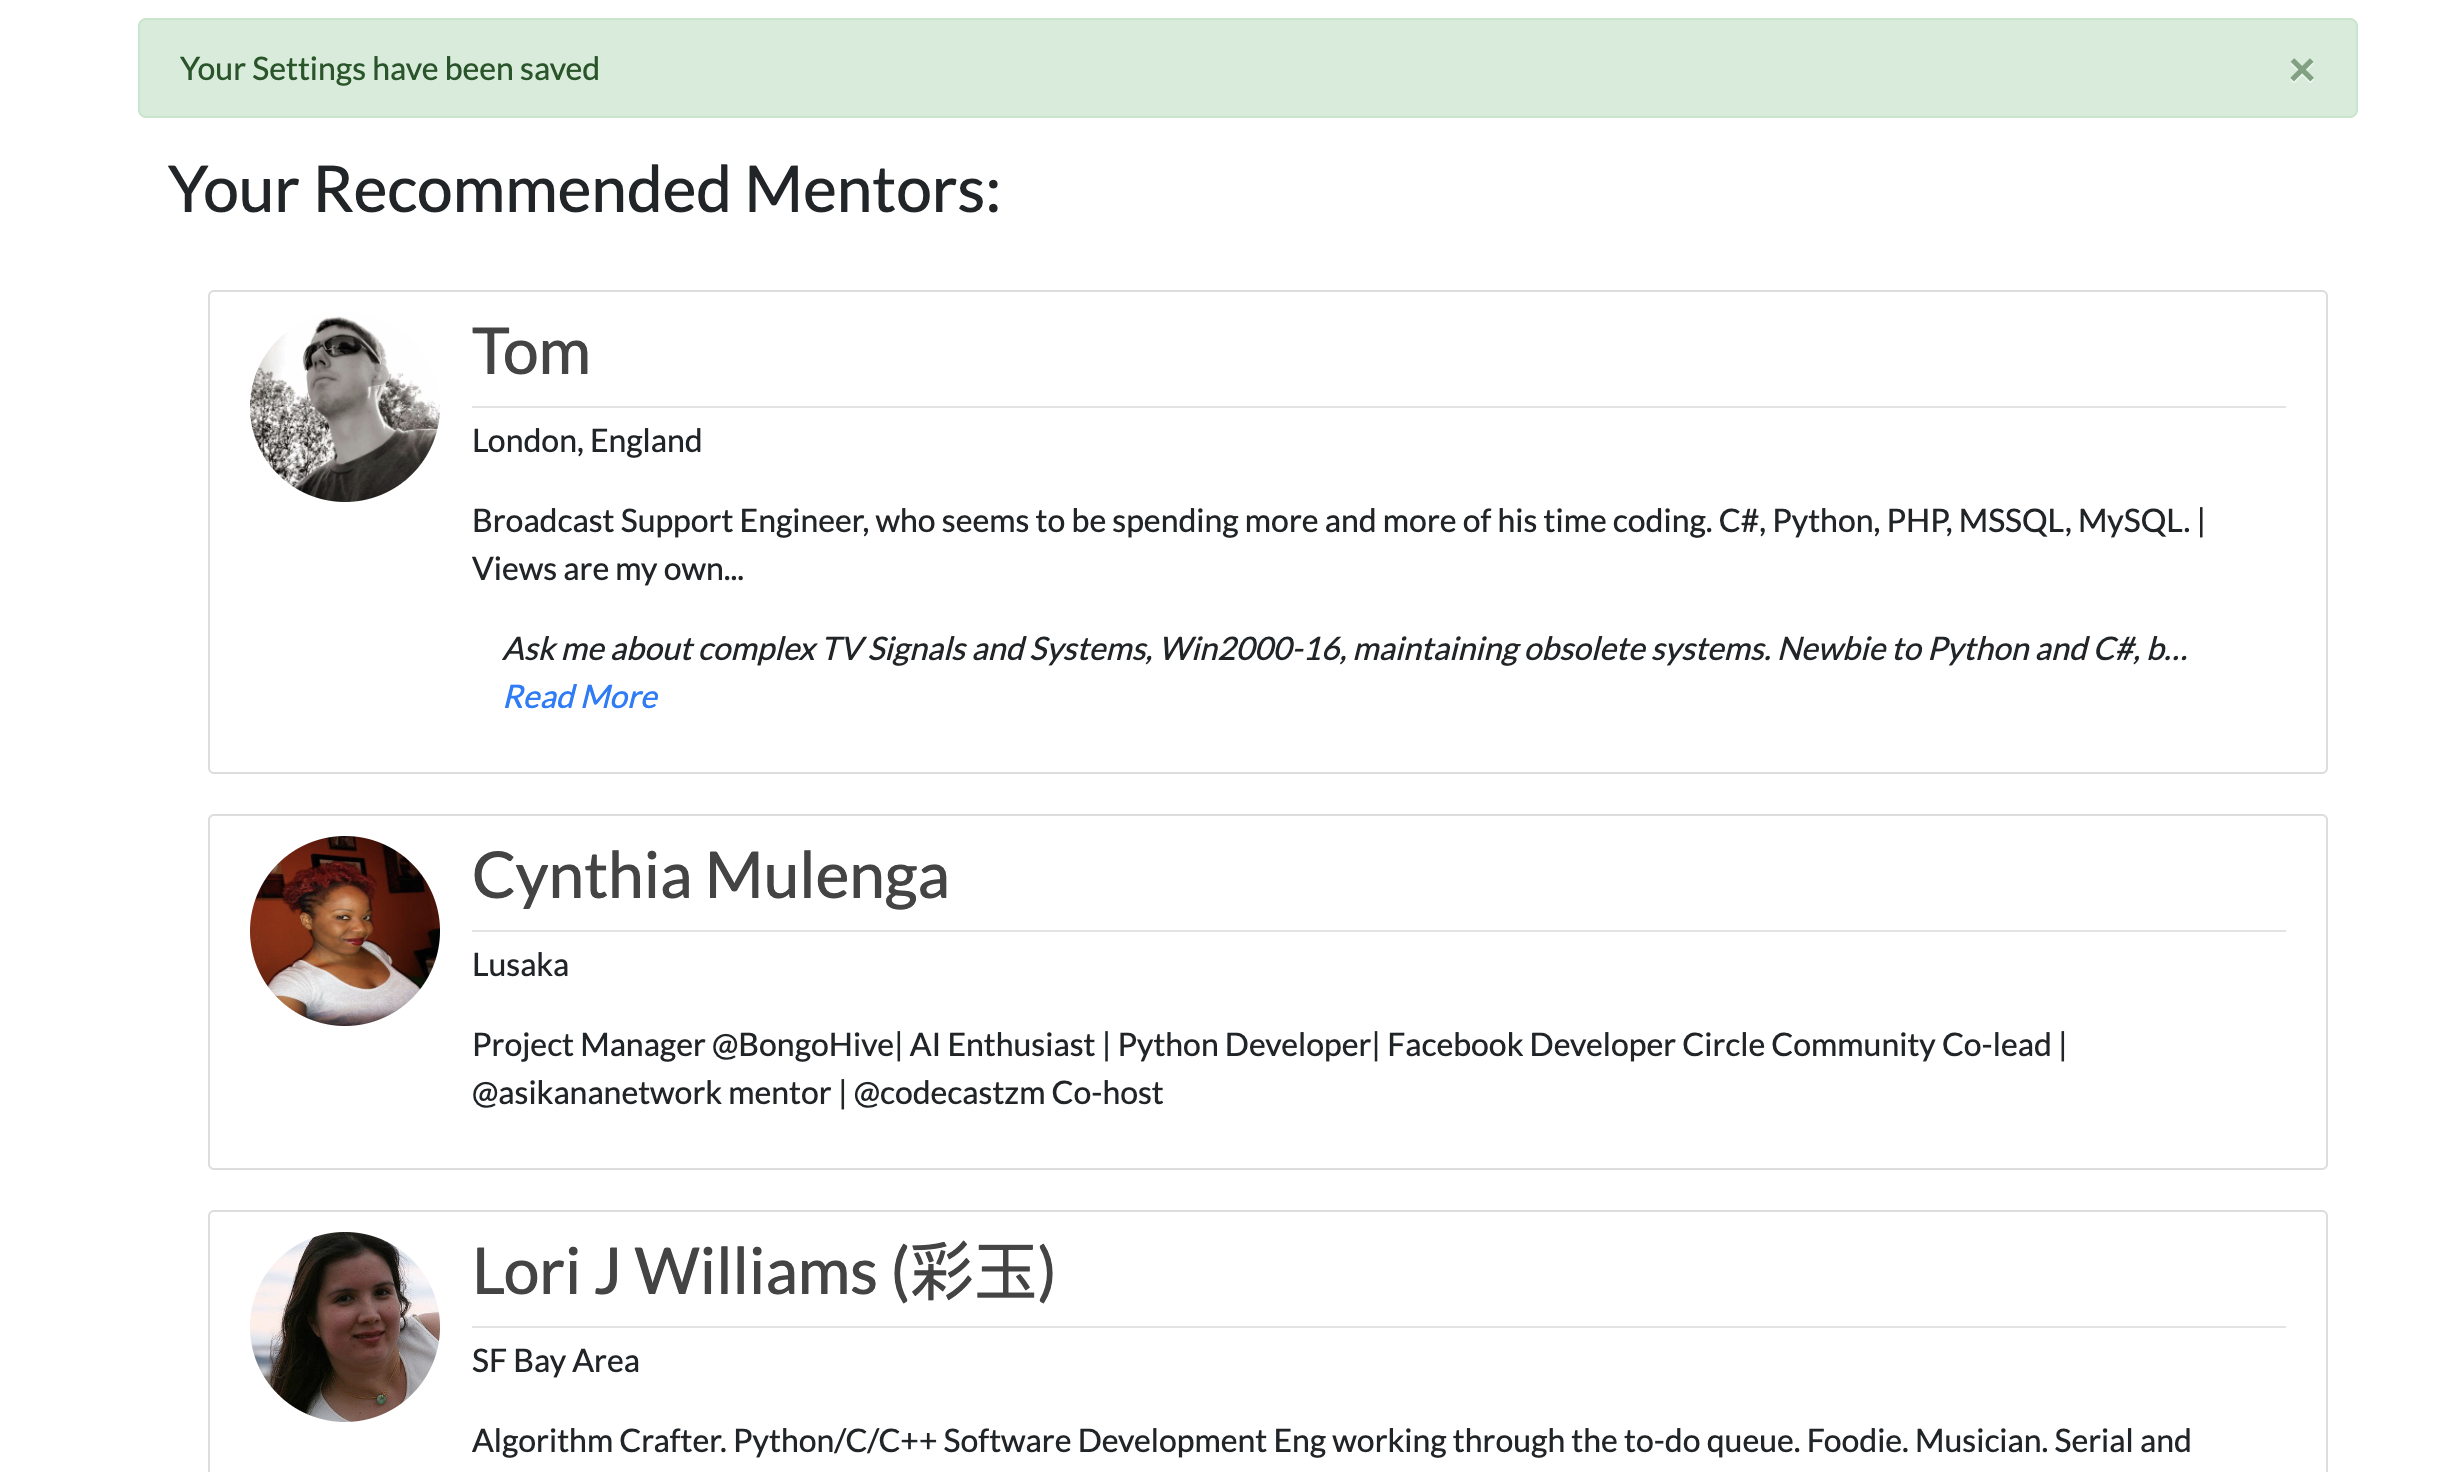 Your Settings have been saved
×
Your Recommended Mentors:
Tom
London, England
Broadcast Support Engineer, who seems to be spending more and more of his time coding. C#, Python, PHP, MSSQL, MySQL. |
Views are my own...
Ask me about complex TV Signals and Systems, Win2000-16, maintaining obsolete systems. Newbie to Python and C#, b...
Read More
Cynthia Mulenga
Lusaka
Project Manager @BongoHive| AI Enthusiast | Python Developer| Facebook Developer Circle Community Co-lead |
@asikananetwork mentor | @codecastzm Co-host
Lori J Williams (彩玉)
SF Bay Area
Algorithm Crafter. Python/C/C++ Software Development Eng working through the to-do queue. Foodie. Musician. Serial and